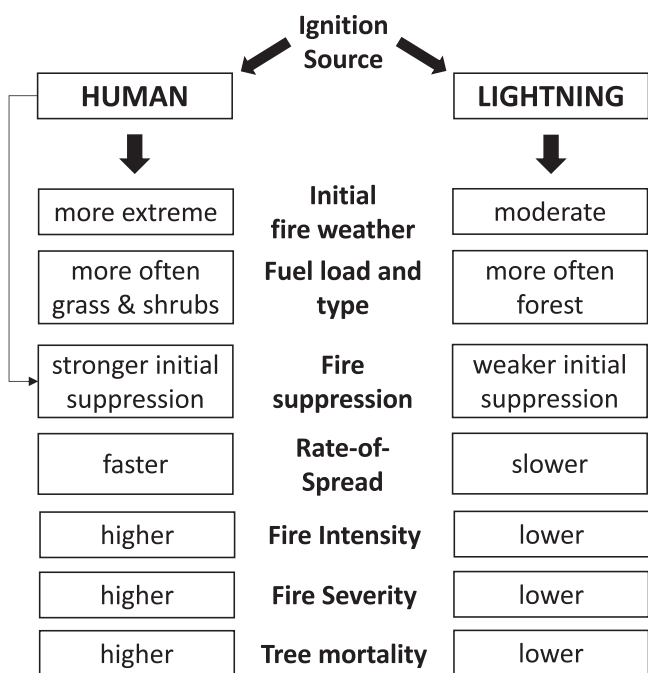 Ignition
Source
HUMAN
LIGHTNING
more extreme
Initial
fire weather
moderate
more often
grass & shrubs
Fuel load and
type
more often
forest
stronger initial
suppression
Fire
suppression
weaker initial
suppression
faster
Rate-of-
Spread
slower
higher
Fire Intensity
lower
higher
Fire Severity
lower
higher
Tree mortality
lower